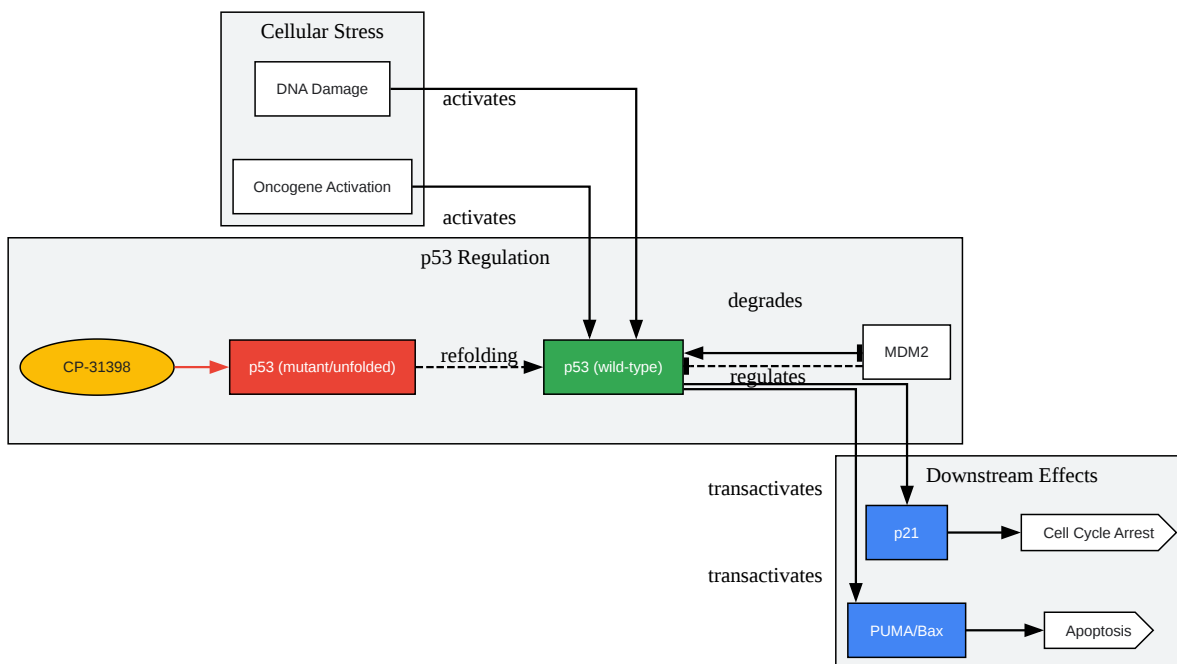 Cellular Stress
DNA Damage
activates
Oncogene Activation
activates
p53 Regulation
degrades
CP-31398
p53 (mutant/unfolded)
refolding
p53 (wild-type)
MDM2
regulates
Downstream Effects
transactivates
p21
Cell Cycle Arrest
transactivates
PUMA/Bax
Apoptosis